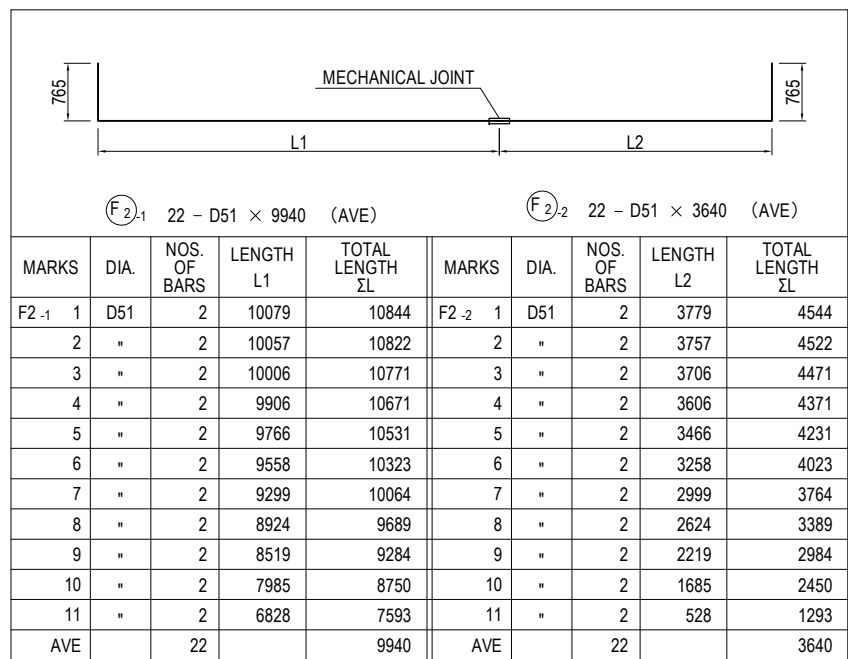 765
MECHANICAL JOINT
765
L1
L2
F 2 -1 22 – D51 × 9940 (AVE)
F 2 -2 22 – D51 × 3640 (AVE)
MARKS DIA. NOS. OF BARS LENGTH L1 TOTAL LENGTH ΣL MARKS DIA. NOS. OF BARS LENGTH L2 TOTAL LENGTH ΣL
F2 -1 1 D51 2 10079 10844 F2 -2 1 D51 2 3779 4544
2 " 2 10057 10822 2 " 2 3757 4522
3 " 2 10006 10771 3 " 2 3706 4471
4 " 2 9906 10671 4 " 2 3606 4371
5 " 2 9766 10531 5 " 2 3466 4231
6 " 2 9558 10323 6 " 2 3258 4023
7 " 2 9299 10064 7 " 2 2999 3764
8 " 2 8924 9689 8 " 2 2624 3389
9 " 2 8519 9284 9 " 2 2219 2984
10 " 2 7985 8750 10 " 2 1685 2450
11 " 2 6828 7593 11 " 2 528 1293
AVE 22 9940 AVE 22 3640